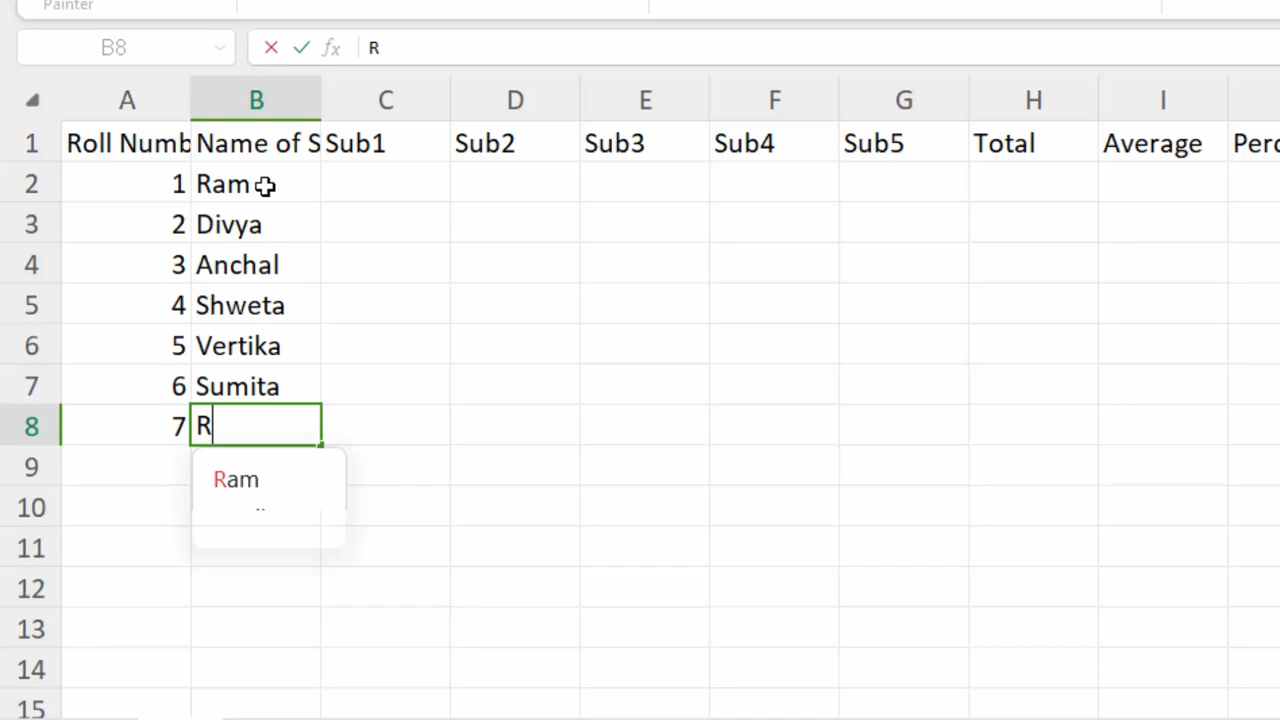 Painter
B8 fx R
A B C D E F G H I
1 Roll Numb Name of S Sub1 Sub2 Sub3 Sub4 Sub5 Total Average Perc
2 1 Ram
3 2 Divya
4 3 Anchal
5 4 Shweta
6 5 Vertika
7 6 Sumita
8 7 R
9 Ram
10
11
12
13
14
15